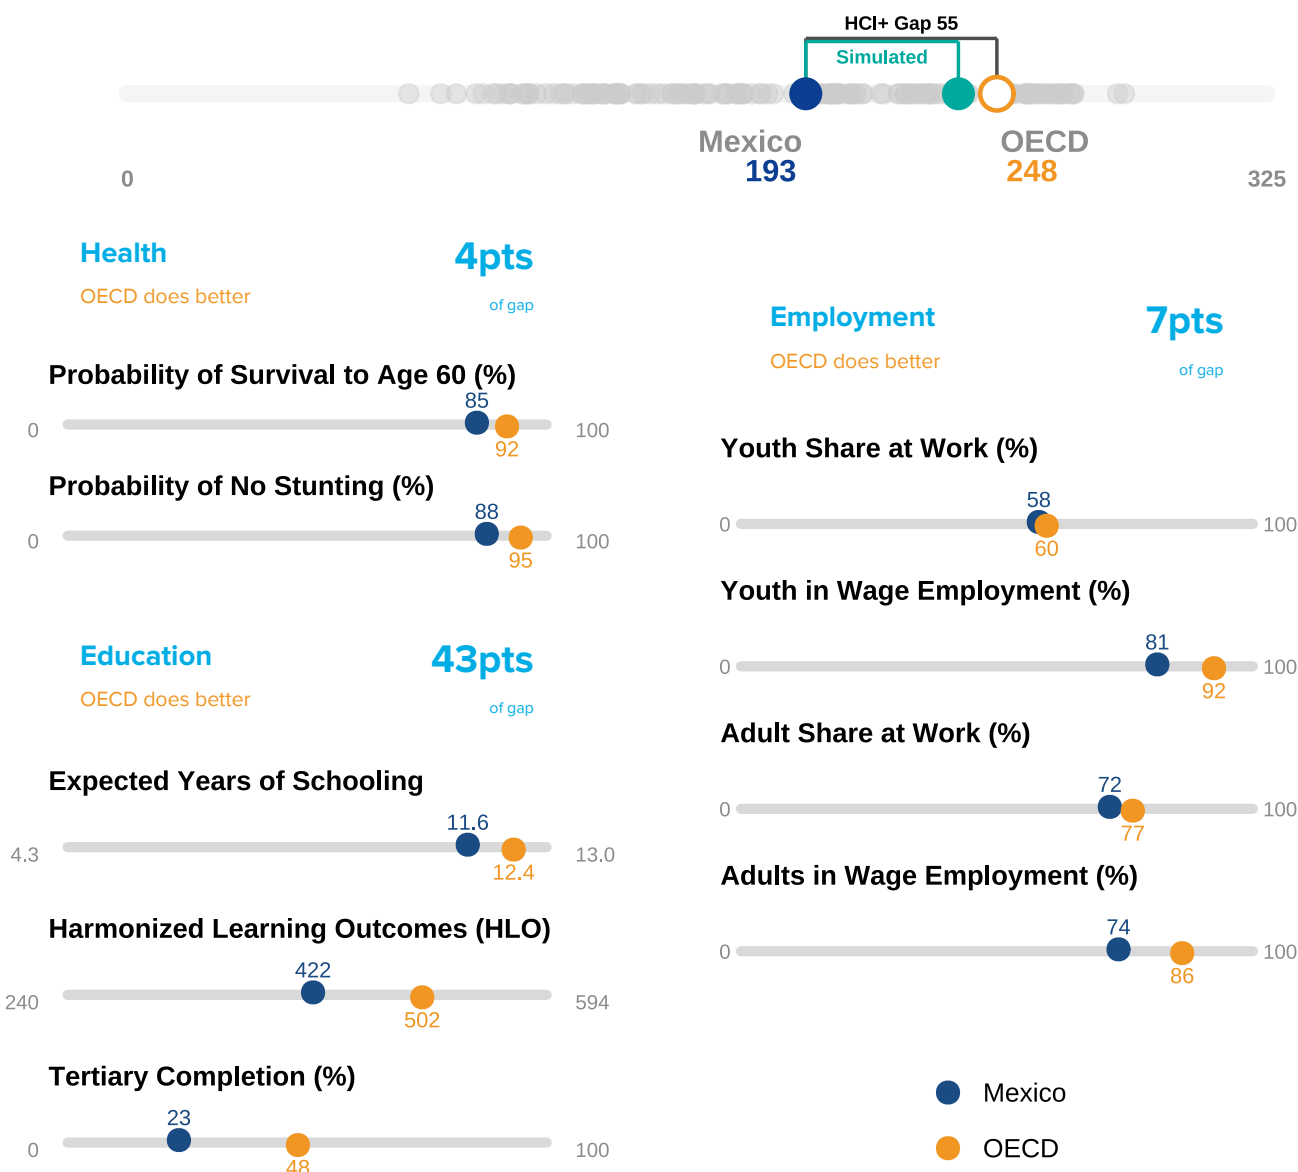 HCI+ Gap 55
Simulated
Mexico OECD
193 248
0 325
Health 4pts
OECD does better of gap
Probability of Survival to Age 60 (%)
85
0 100
92
Probability of No Stunting (%)
88
0 100
95
Education 43pts
OECD does better of gap
Expected Years of Schooling
11.6
4.3 13.0
12.4
Harmonized Learning Outcomes (HLO)
422
240 594
502
Tertiary Completion (%)
23
0 100
48
Employment 7pts
OECD does better of gap
Youth Share at Work (%)
58
0 100
60
Youth in Wage Employment (%)
81
0 100
92
Adult Share at Work (%)
72
0 100
77
Adults in Wage Employment (%)
74
0 100
86
Mexico
OECD